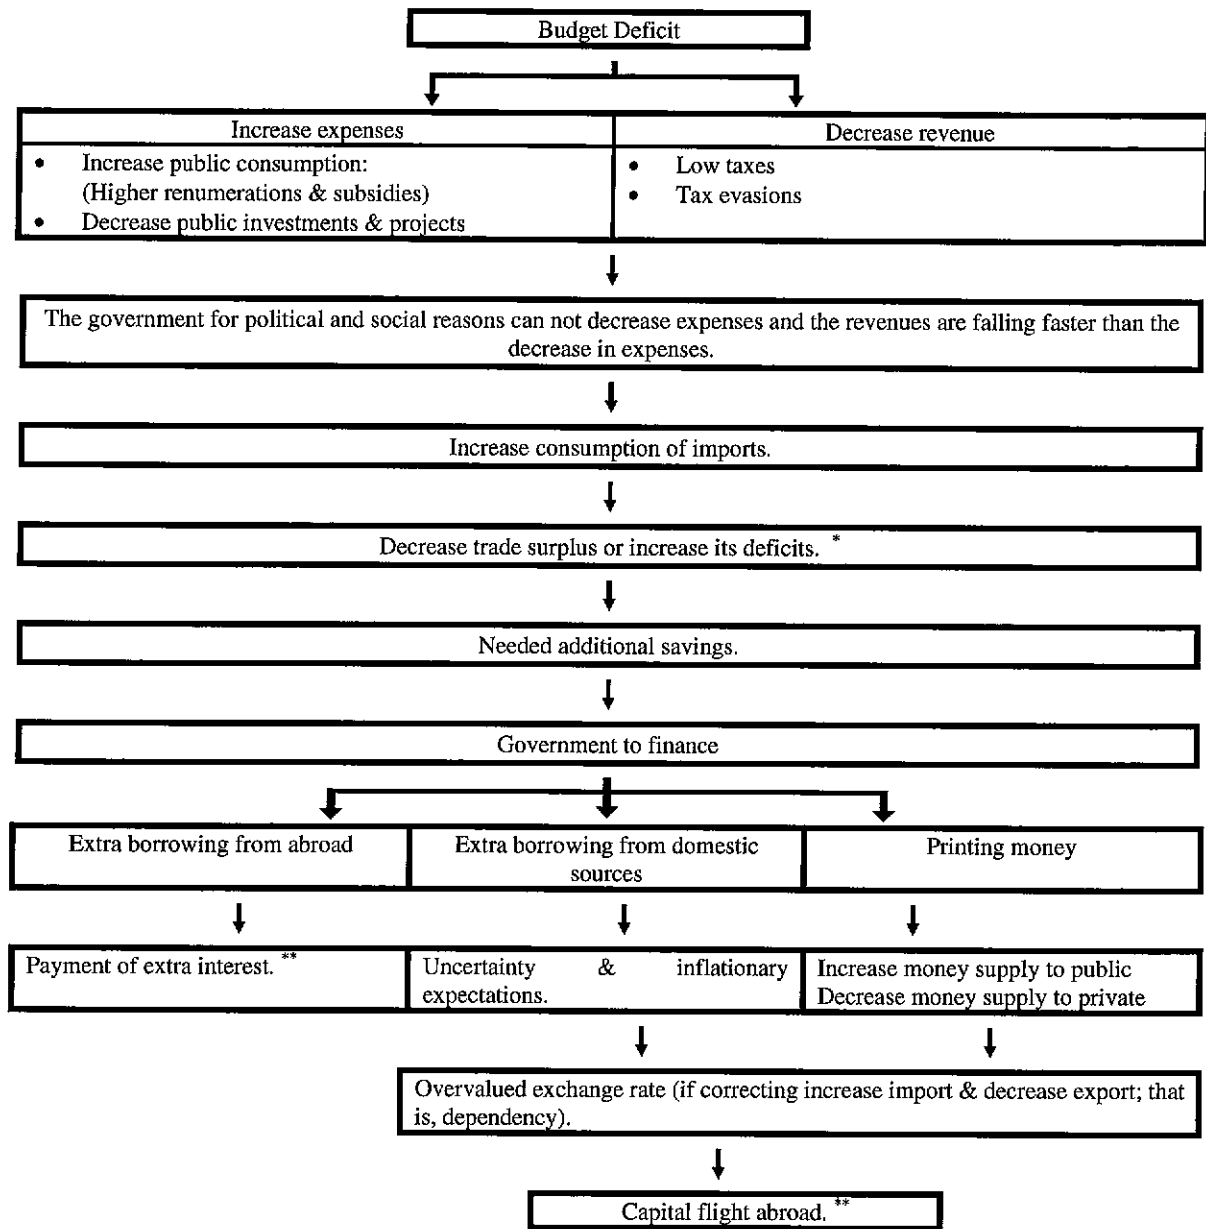 Budget Deficit
Increase expenses
Decrease revenue
• Increase public consumption:
(Higher renumerations & subsidies)
• Decrease public investments & projects
• Low taxes
• Tax evasions
The government for political and social reasons can not decrease expenses and the revenues are falling faster than the
decrease in expenses.
Increase consumption of imports.
Decrease trade surplus or increase its deficits. *
Needed additional savings.
Government to finance
Extra borrowing from abroad
Extra borrowing from domestic
sources
Printing money
Payment of extra interest. **
Uncertainty & inflationary
expectations.
Increase money supply to public
Decrease money supply to private
Overvalued exchange rate (if correcting increase import & decrease export; that
is, dependency).
Capital flight abroad. **